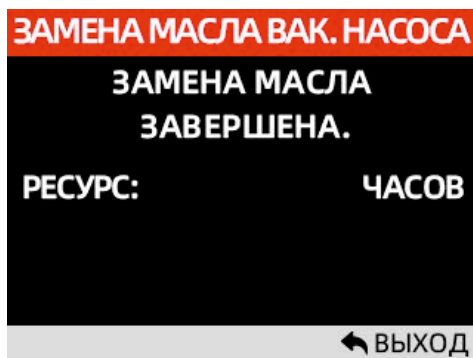 ЗАМЕНА МАСЛА ВАК. НАСОСА
ЗАМЕНА МАСЛА
ЗАВЕРШЕНА.
РЕСУРС: ЧАСОВ
ВЫХОД